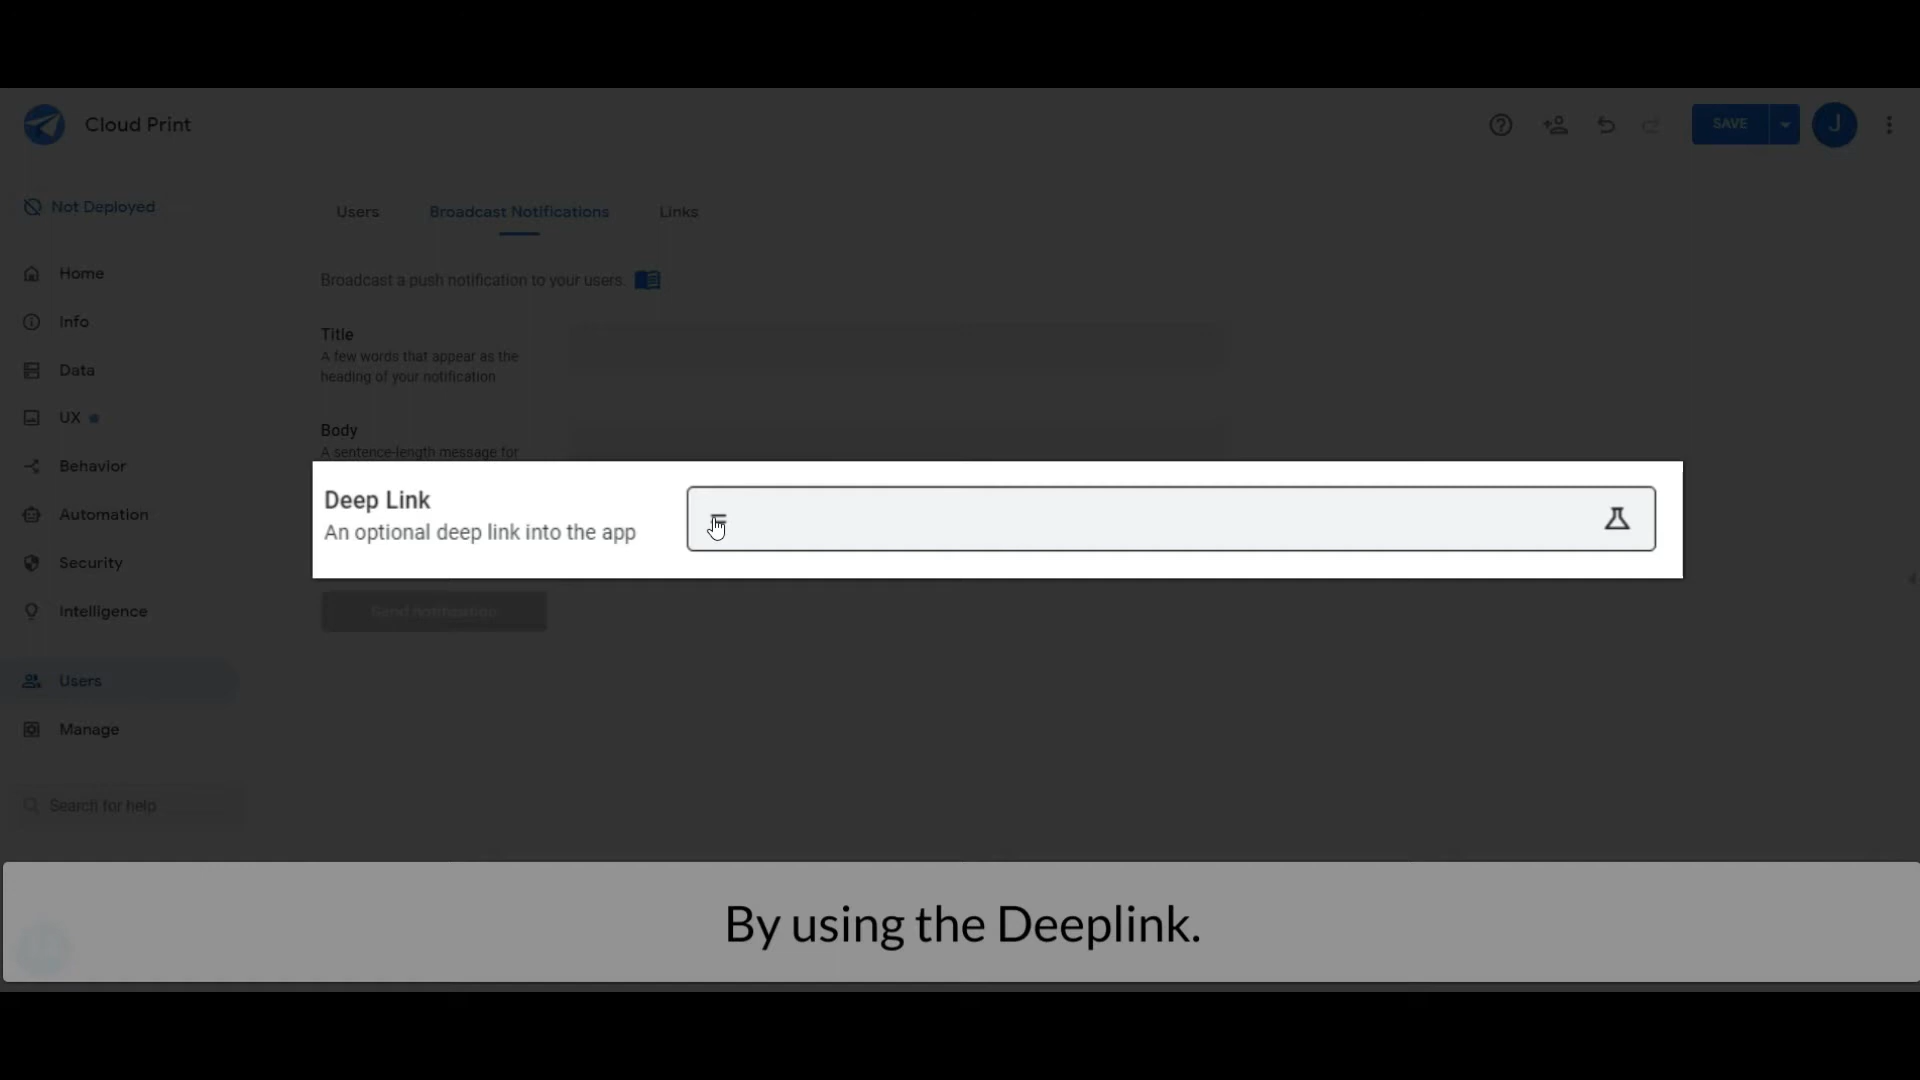 Cloud Print
SAVE
J
Not Deployed
Users
Broadcast Notifications
Links
Home
Broadcast a push notification to your users.
Info
Title
A few words that appear as the
heading of your notification
Data
UX
Body
A sentence-length message for
Behavior
Deep Link
An optional deep link into the app
=
Automation
Security
Intelligence
Send notification
Users
Manage
Search for help
By using the Deeplink.